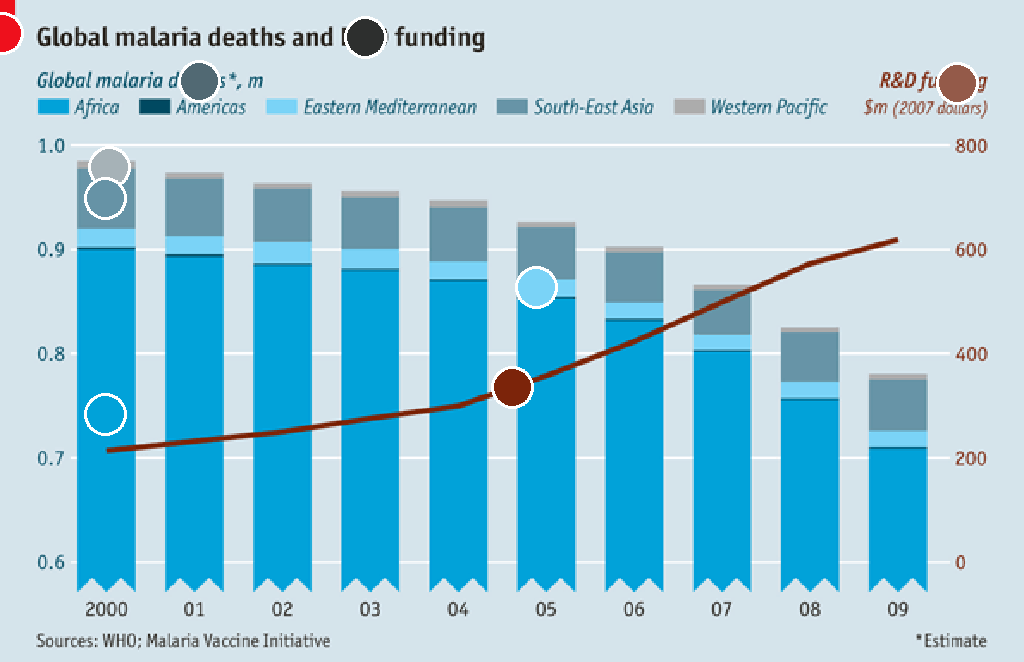 Global malaria deaths and funding
Global malaria *, m
R&D
Africa Americas Eastern Mediterranean South-East Asia Western Pacific
$m (2007 dollars)
1.0 800
0.9 600
0.8 400
0.7 200
0.6 0
2000 01 02 03 04 05 06 07 08 09
Sources: WHO; Malaria Vaccine Initiative
*Estimate